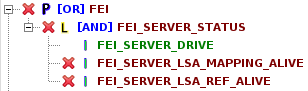 P [OR] FEI
L [AND] FEI_SERVER_STATUS
FEI_SERVER_DRIVE
FEI_SERVER_LSA_MAPPING_ALIVE
FEI_SERVER_LSA_REF_ALIVE